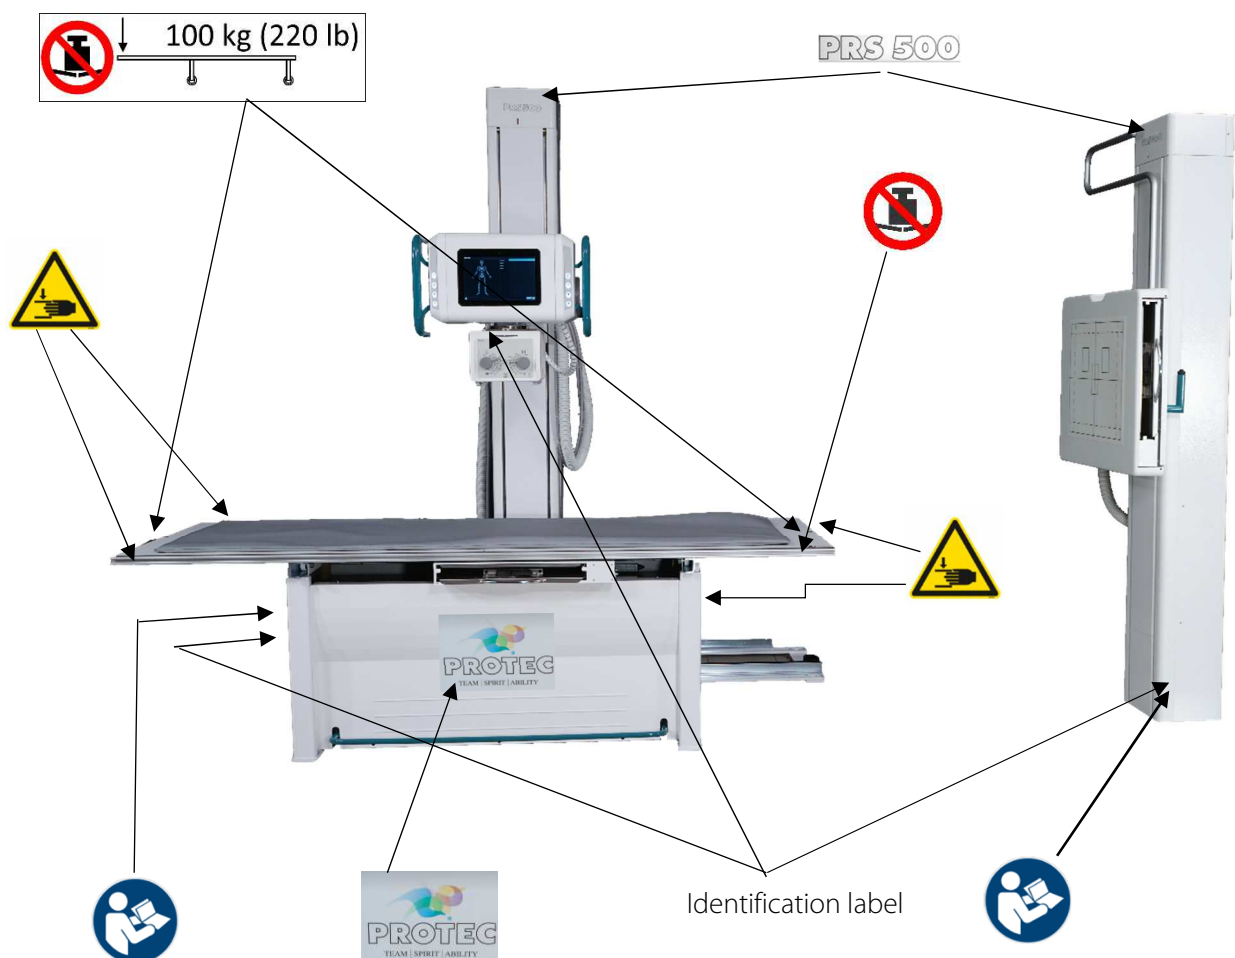 100 kg (220 lb)
PRS 500
PROTEC
TEAM | SPIRIT | ABILITY
Identification label
PROTEC
TEAM | SPIRIT | ABILITY